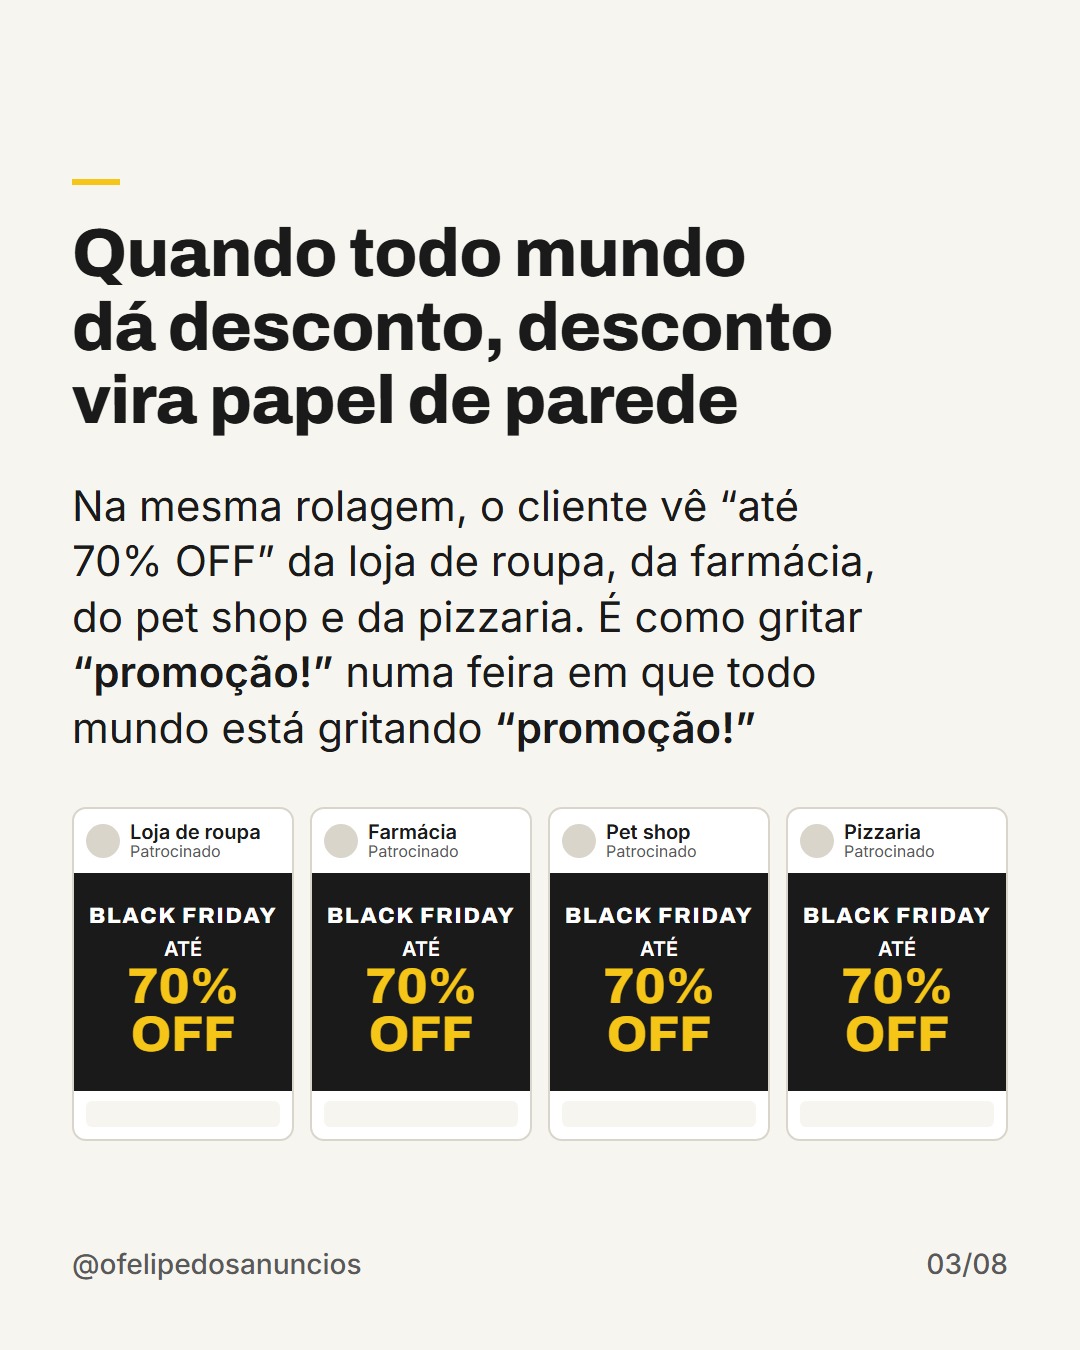 Quando todo mundo
dá desconto, desconto
vira papel de parede
Na mesma rolagem, o cliente vê “até
70% OFF” da loja de roupa, da farmácia,
do pet shop e da pizzaria. É como gritar
“promoção!” numa feira em que todo
mundo está gritando “promoção!”
Loja de roupa
Patrocinado
BLACK FRIDAY
ATÉ
70%
OFF
Farmácia
Patrocinado
BLACK FRIDAY
ATÉ
70%
OFF
Pet shop
Patrocinado
BLACK FRIDAY
ATÉ
70%
OFF
Pizzaria
Patrocinado
BLACK FRIDAY
ATÉ
70%
OFF
@ofelipedosanuncios
03/08